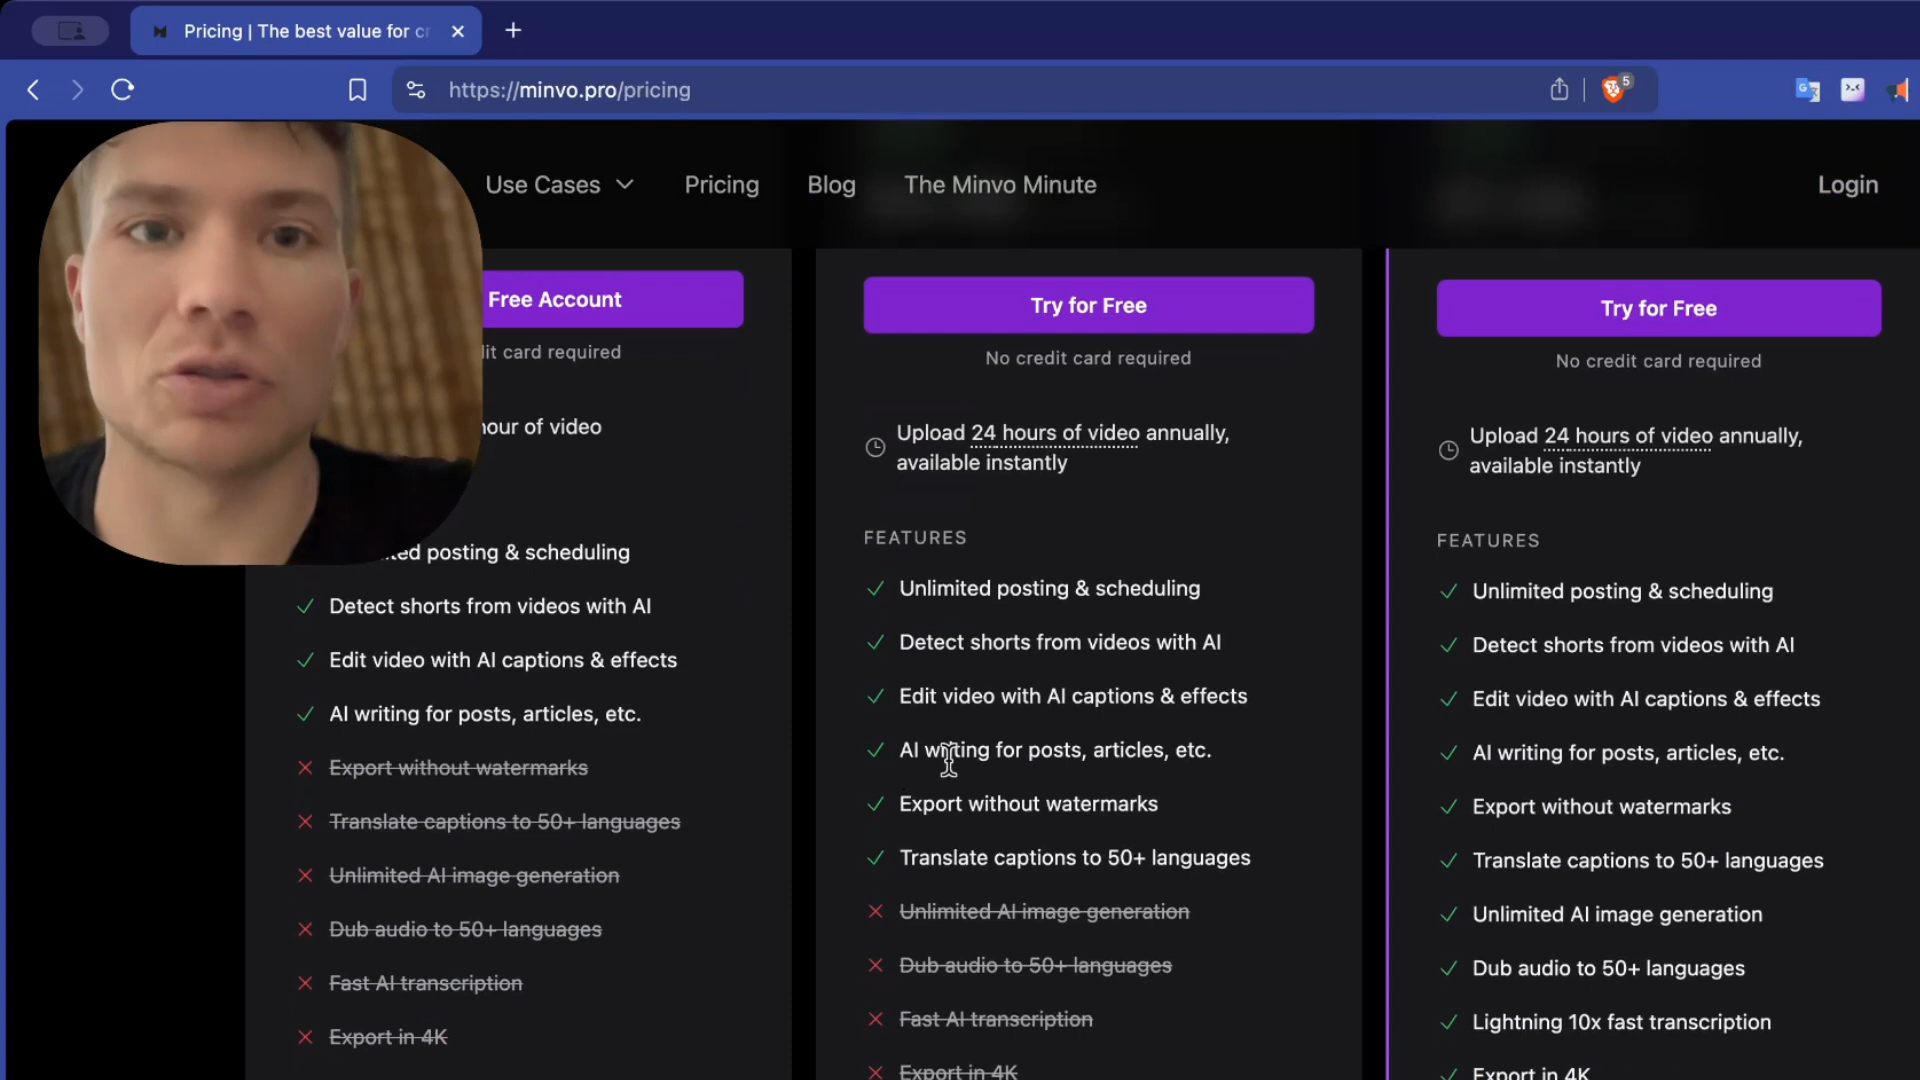 Pricing | The best value for cr
https://minvo.pro/pricing
5
Use Cases
Pricing
Blog
The Minvo Minute
Login
Free Account
card required
hour of video
posting & scheduling
Detect shorts from videos with AI
Edit video with AI captions & effects
AI writing for posts, articles, etc.
Export without watermarks
Translate captions to 50+ languages
Unlimited AI image generation
Dub audio to 50+ languages
Fast AI transcription
Export in 4K
Try for Free
No credit card required
Upload 24 hours of video annually,
available instantly
FEATURES
Unlimited posting & scheduling
Detect shorts from videos with AI
Edit video with AI captions & effects
AI writing for posts, articles, etc.
Export without watermarks
Translate captions to 50+ languages
Unlimited AI image generation
Dub audio to 50+ languages
Fast AI transcription
Export in 4K
Try for Free
No credit card required
Upload 24 hours of video annually,
available instantly
FEATURES
Unlimited posting & scheduling
Detect shorts from videos with AI
Edit video with AI captions & effects
AI writing for posts, articles, etc.
Export without watermarks
Translate captions to 50+ languages
Unlimited AI image generation
Dub audio to 50+ languages
Lightning 10x fast transcription
Export in 4K